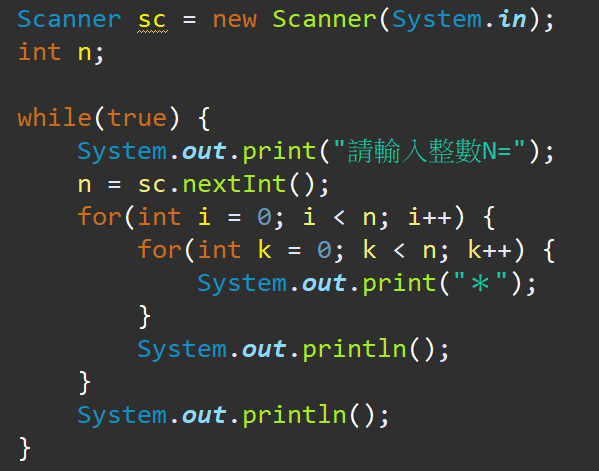 Scanner sc = new Scanner(System.in);
int n;

while(true) {
    System.out.print("請輸入整數N=");
    n = sc.nextInt();
    for(int i = 0; i < n; i++) {
        for(int k = 0; k < n; k++) {
            System.out.print("＊");
        }
        System.out.println();
    }
    System.out.println();
}